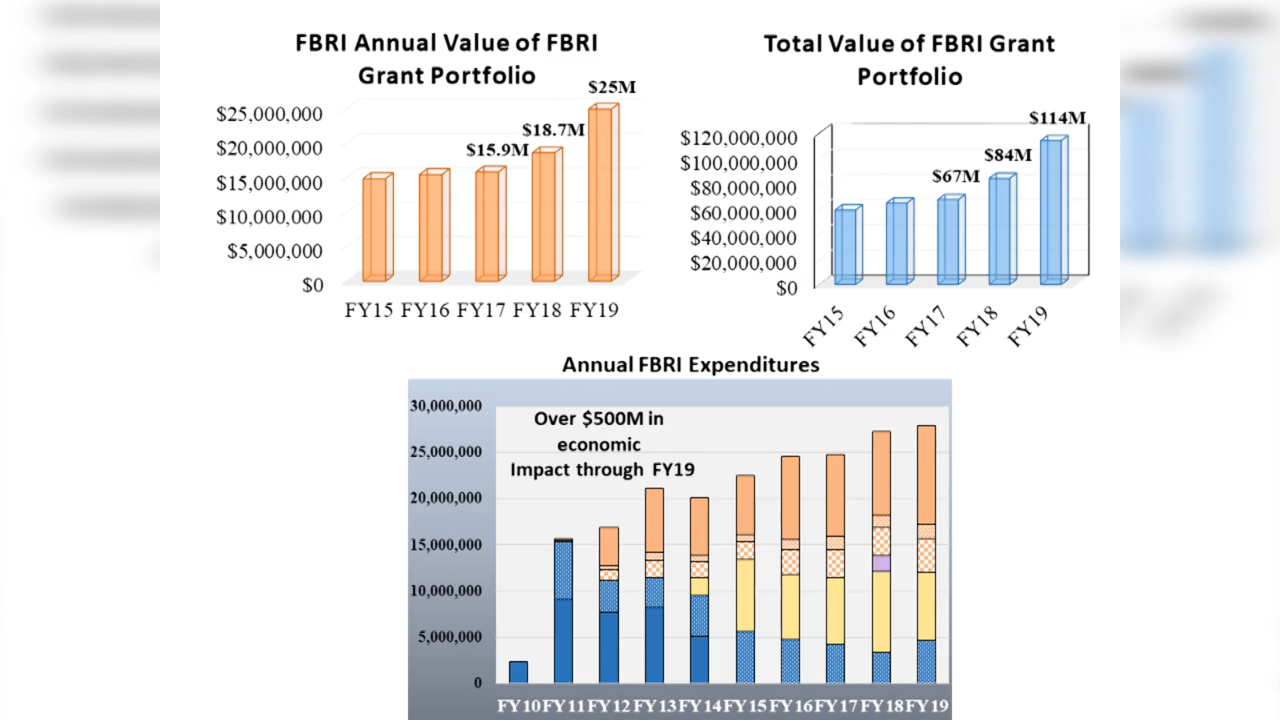 FBRI Annual Value of FBRI
Grant Portfolio
$25M
$25,000,000
$18.7M
$20,000,000
$15.9M
$15,000,000
$10,000,000
$5,000,000
$0
FY15 FY16 FY17 FY18 FY19
Total Value of FBRI Grant
Portfolio
$114M
$120,000,000
$84M
$100,000,000
$67M
$80,000,000
$60,000,000
$40,000,000
$20,000,000
$0
FY15 FY16 FY17 FY18 FY19
Annual FBRI Expenditures
30,000,000
Over $500M in
economic
Impact through FY19
25,000,000
20,000,000
15,000,000
10,000,000
5,000,000
0
FY10 FY11 FY12 FY13 FY14 FY15 FY16 FY17 FY18 FY19